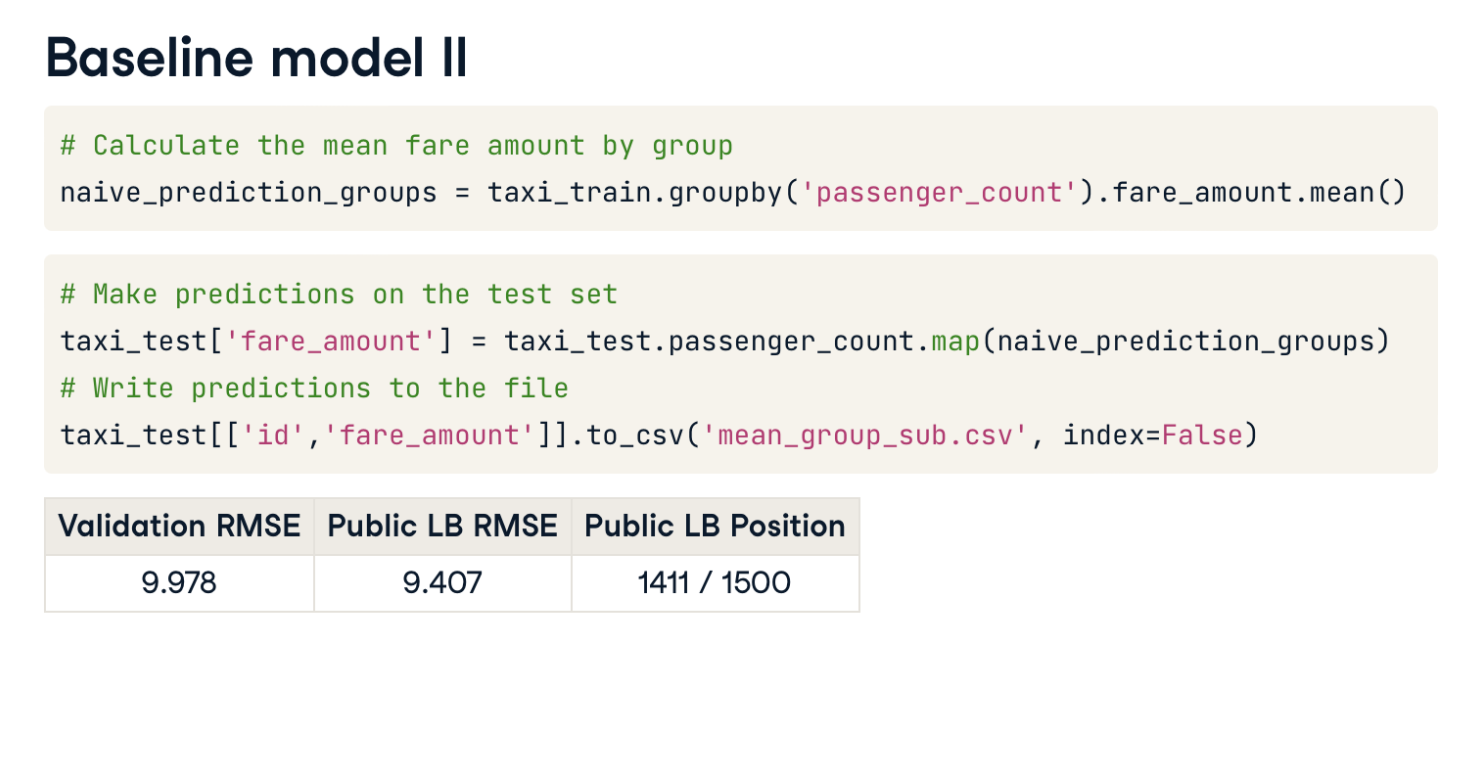 Baseline model II
# Calculate the mean fare amount by group
naive_prediction_groups = taxi_train.groupby('passenger_count').fare_amount.mean()
# Make predictions on the test set
taxi_test['fare_amount'] = taxi_test.passenger_count.map(naive_prediction_groups)
# Write predictions to the file
taxi_test[['id','fare_amount']].to_csv('mean_group_sub.csv', index=False)
Validation RMSE Public LB RMSE Public LB Position
9.978 9.407 1411 / 1500